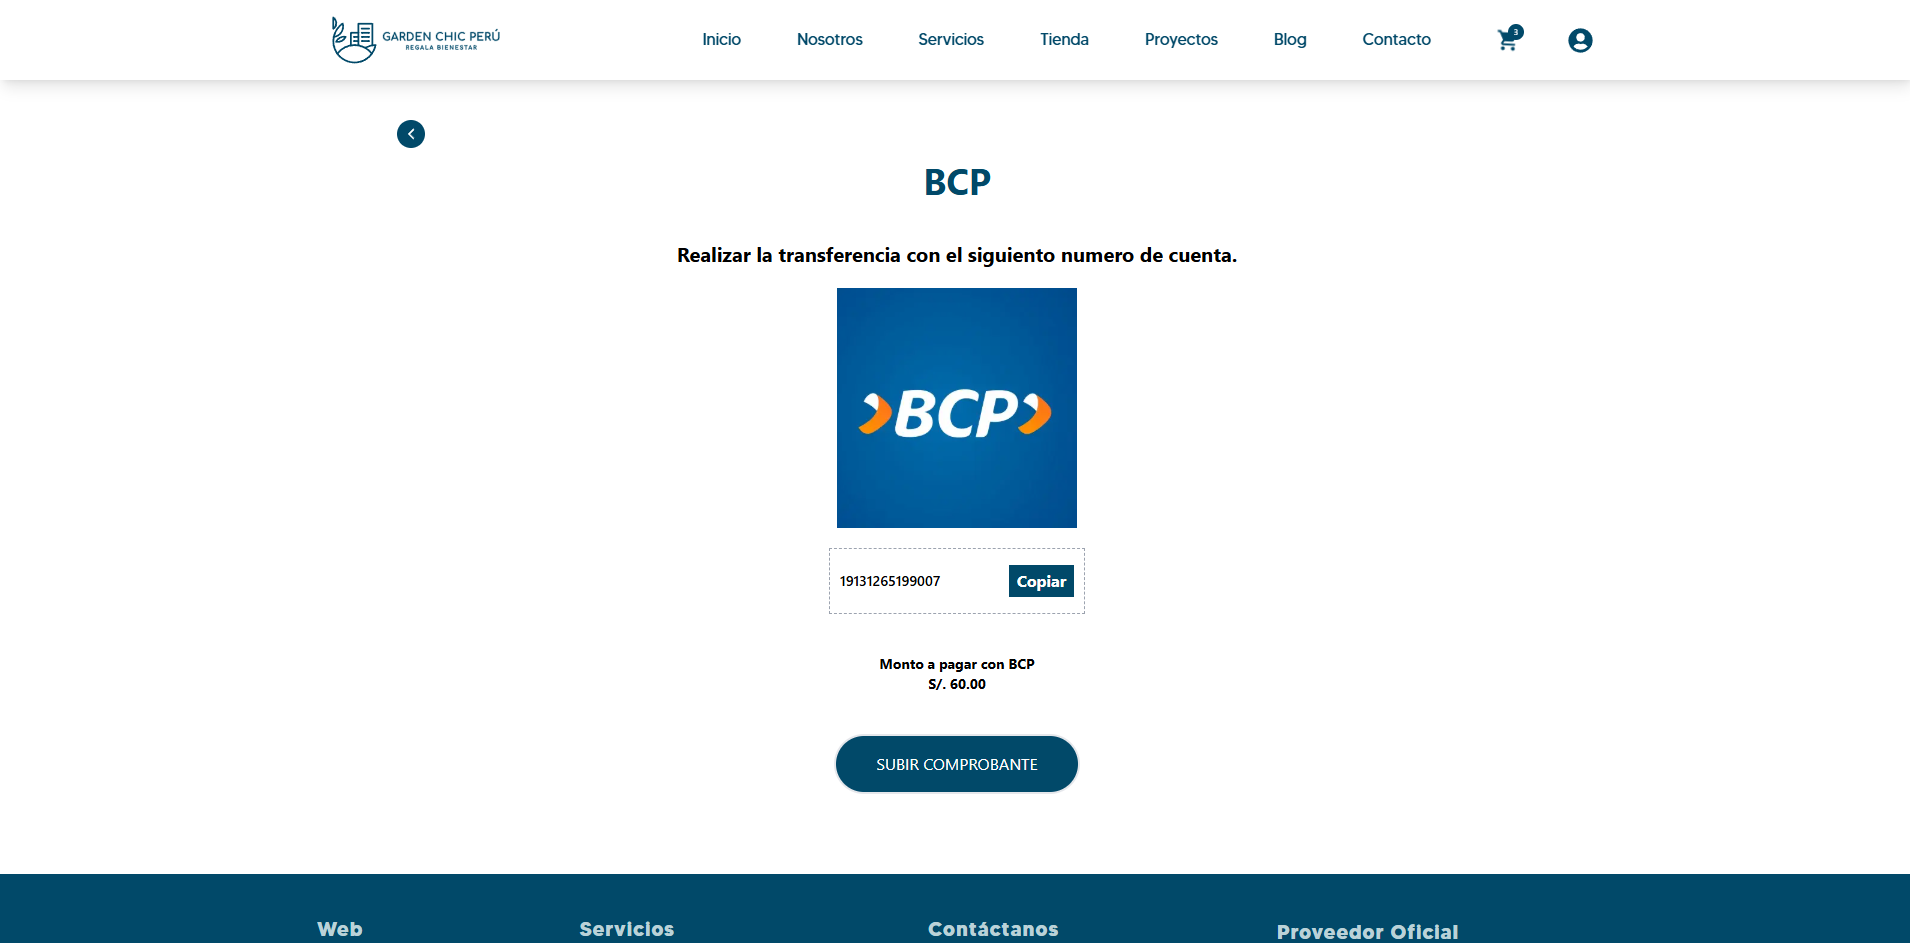 GARDEN CHIC PERÚ
REGALA BIENESTAR
Inicio
Nosotros
Servicios
Tienda
Proyectos
Blog
Contacto
3
BCP
Realizar la transferencia con el siguiento numero de cuenta.
BCP
19131265199007
Copiar
Monto a pagar con BCP
S/. 60.00
SUBIR COMPROBANTE
Web
Servicios
Contáctanos
Proveedor Oficial